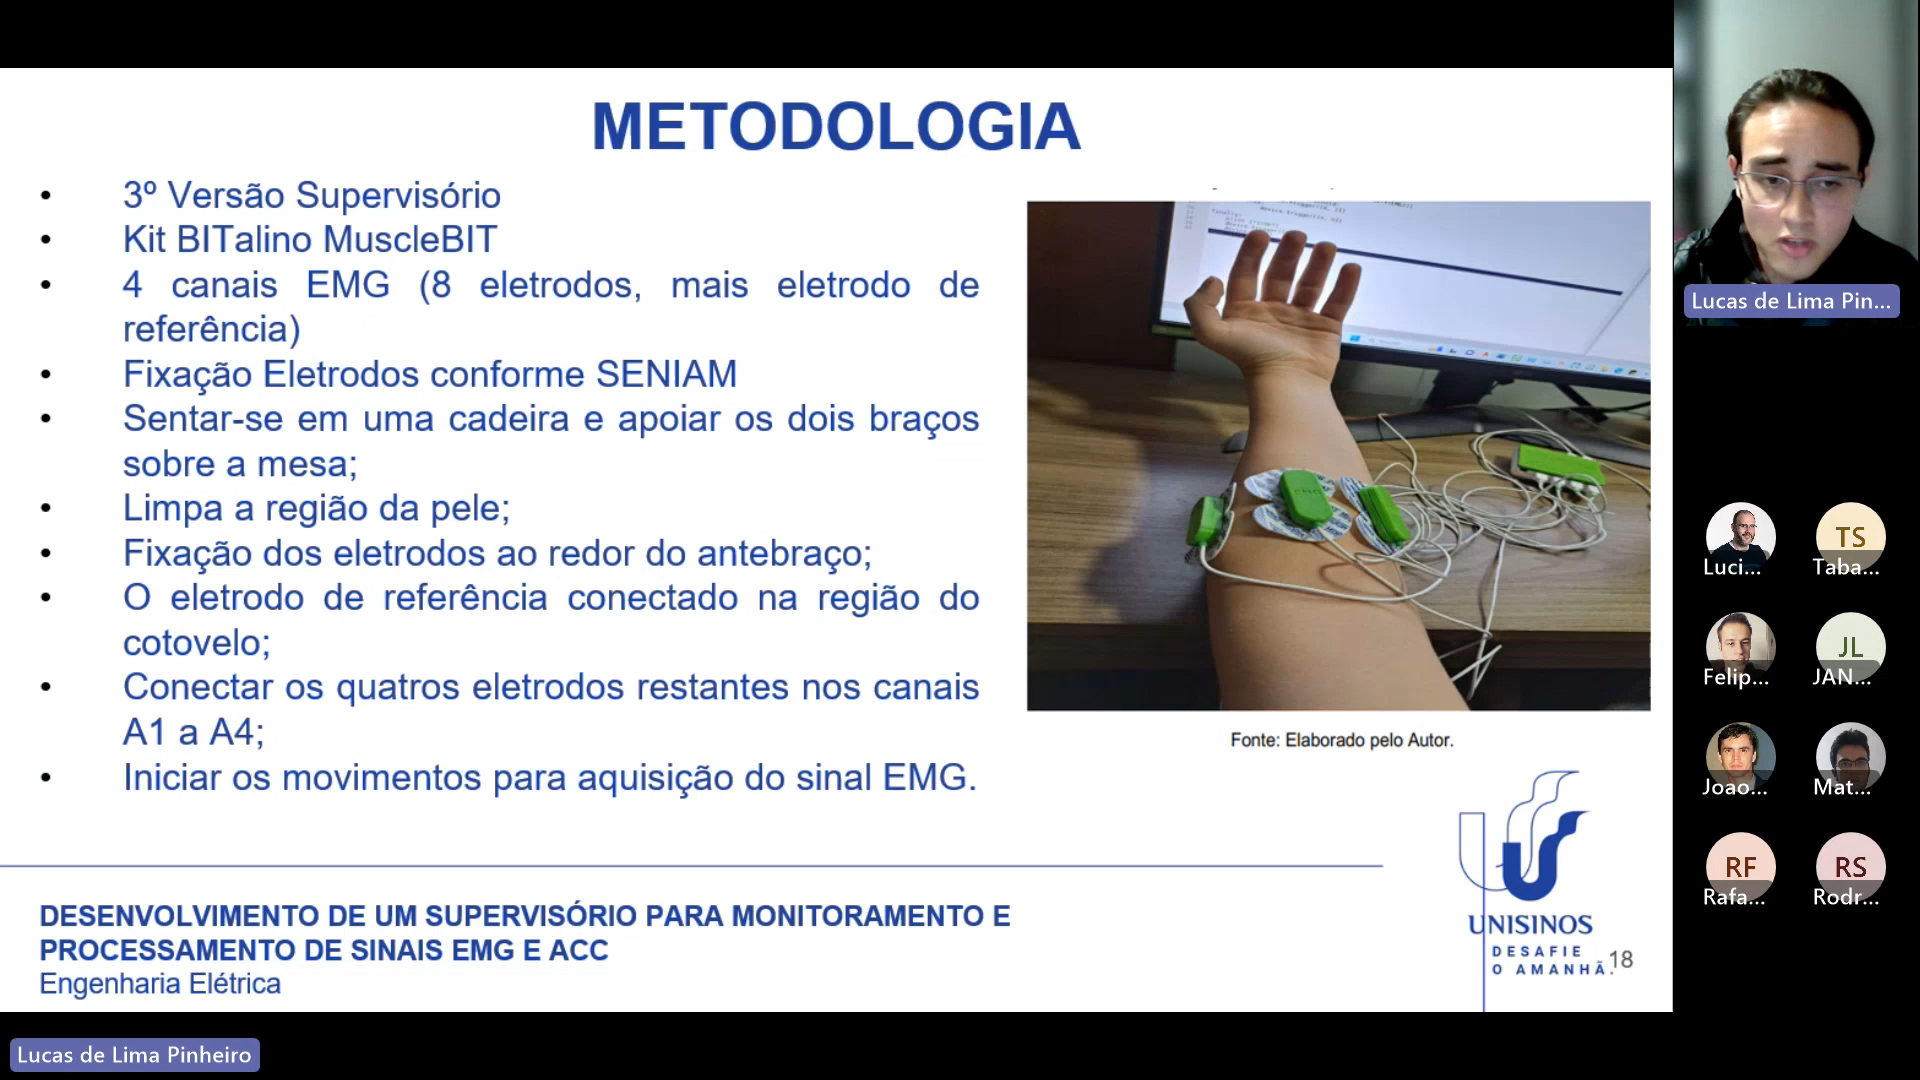 METODOLOGIA
• 3º Versão Supervisório
• Kit BITalino MuscleBIT
• 4 canais EMG (8 eletrodos, mais eletrodo de
referência)
• Fixação Eletrodos conforme SENIAM
• Sentar-se em uma cadeira e apoiar os dois braços
sobre a mesa;
• Limpa a região da pele;
• Fixação dos eletrodos ao redor do antebraço;
• O eletrodo de referência conectado na região do
cotovelo;
• Conectar os quatros eletrodos restantes nos canais
A1 a A4;
• Iniciar os movimentos para aquisição do sinal EMG.
Fonte: Elaborado pelo Autor.
DESENVOLVIMENTO DE UM SUPERVISÓRIO PARA MONITORAMENTO E
PROCESSAMENTO DE SINAIS EMG E ACC
Engenharia Elétrica
UNISINOS
DESAFIE
O AMANHÃ.
18
Lucas de Lima Pinheiro
Lucas de Lima Pin...
Luci...
TS
Taba...
Felip...
JL
JAN...
Joao...
Mat...
RF
Rafa...
RS
Rodr...